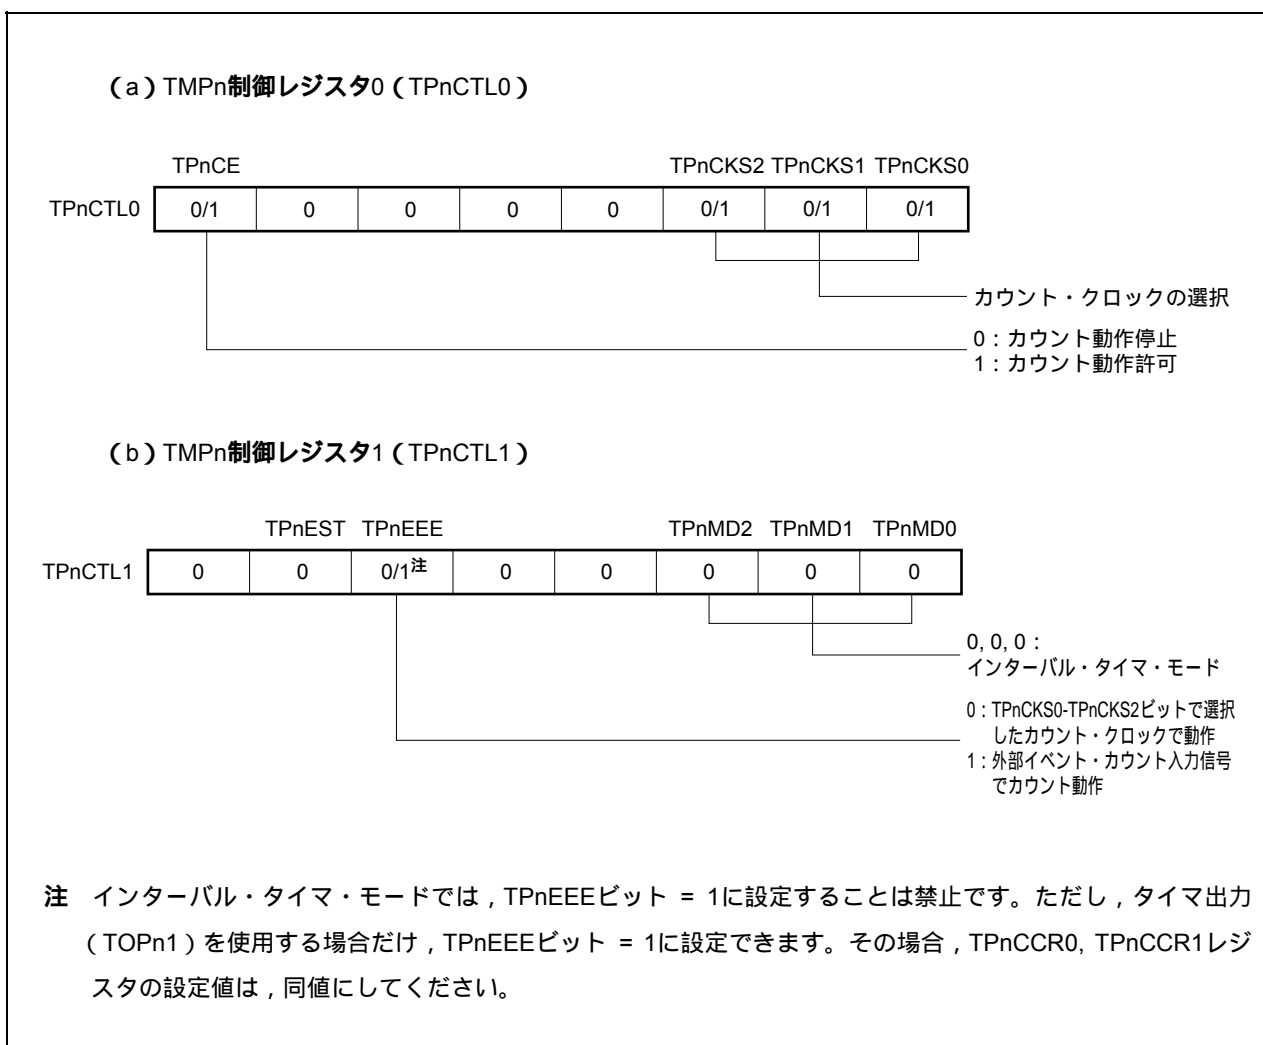 （a）TMPn制御レジスタ0（TPnCTL0）
TPnCE TPnCKS2 TPnCKS1 TPnCKS0
TPnCTL0 0/1 0 0 0 0 0/1 0/1 0/1
カウント・クロックの選択
0：カウント動作停止
1：カウント動作許可
（b）TMPn制御レジスタ1（TPnCTL1）
TPnEST TPnEEE TPnMD2 TPnMD1 TPnMD0
TPnCTL1 0 0 0/1注 0 0 0 0 0
0, 0, 0：
インターバル・タイマ・モード
0：TPnCKS0-TPnCKS2ビットで選択
したカウント・クロックで動作
1：外部イベント・カウント入力信号
でカウント動作
注 インターバル・タイマ・モードでは，TPnEEEビット = 1に設定することは禁止です。ただし，タイマ出力
（TOPn1）を使用する場合だけ，TPnEEEビット = 1に設定できます。その場合，TPnCCR0, TPnCCR1レジ
スタの設定値は，同値にしてください。